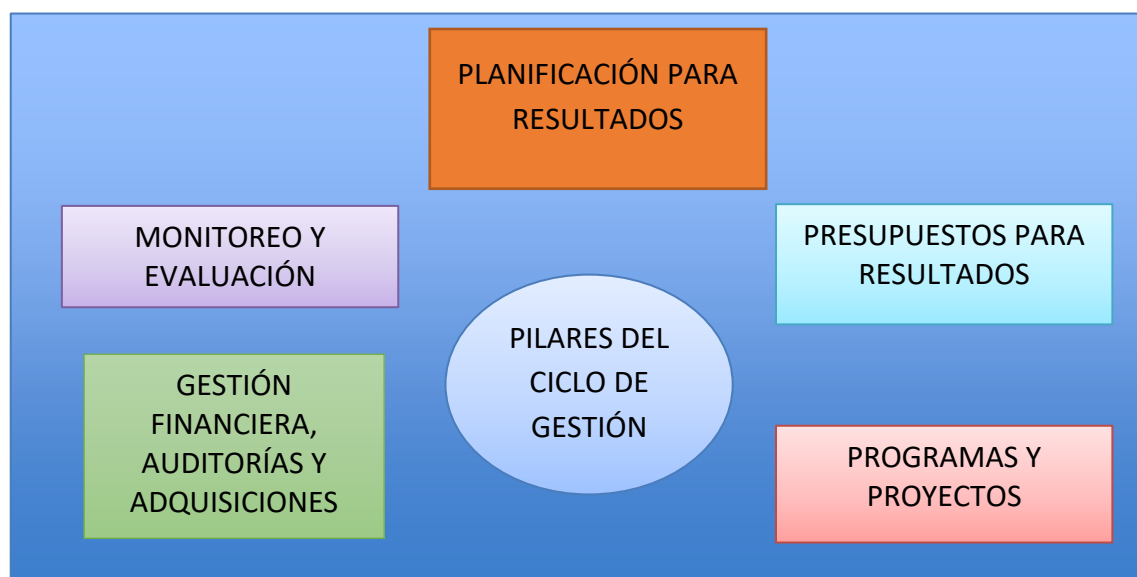 PLANIFICACIÓN PARA
RESULTADOS
MONITOREO Y
EVALUACIÓN
PRESUPUESTOS PARA
RESULTADOS
PILARES DEL
CICLO DE
GESTIÓN
GESTIÓN
FINANCIERA,
AUDITORÍAS Y
ADQUISICIONES
PROGRAMAS Y
PROYECTOS